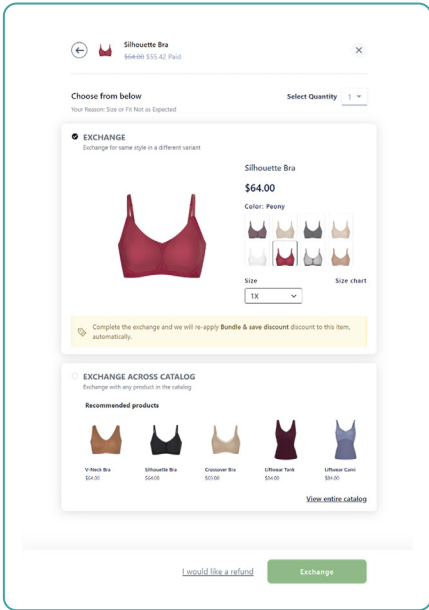 Silhouette Bra
$64.00 $55.42 Paid
Choose from below
Select Quantity 1
Your Reason: Size or Fit Not as Expected
EXCHANGE
Exchange for same style in a different variant
Silhouette Bra
$64.00
Color: Peony
Size Size chart
1X
Complete the exchange and we will re-apply Bundle & save discount discount to this item,
automatically.
EXCHANGE ACROSS CATALOG
Exchange with any product in the catalog
Recommended products
V-Neck Bra Silhouette Bra Crossover Bra Liftwear Tank Liftwear Cami
$64.00 $64.00 $84.00 $84.00
View entire catalog
I would like a refund Exchange